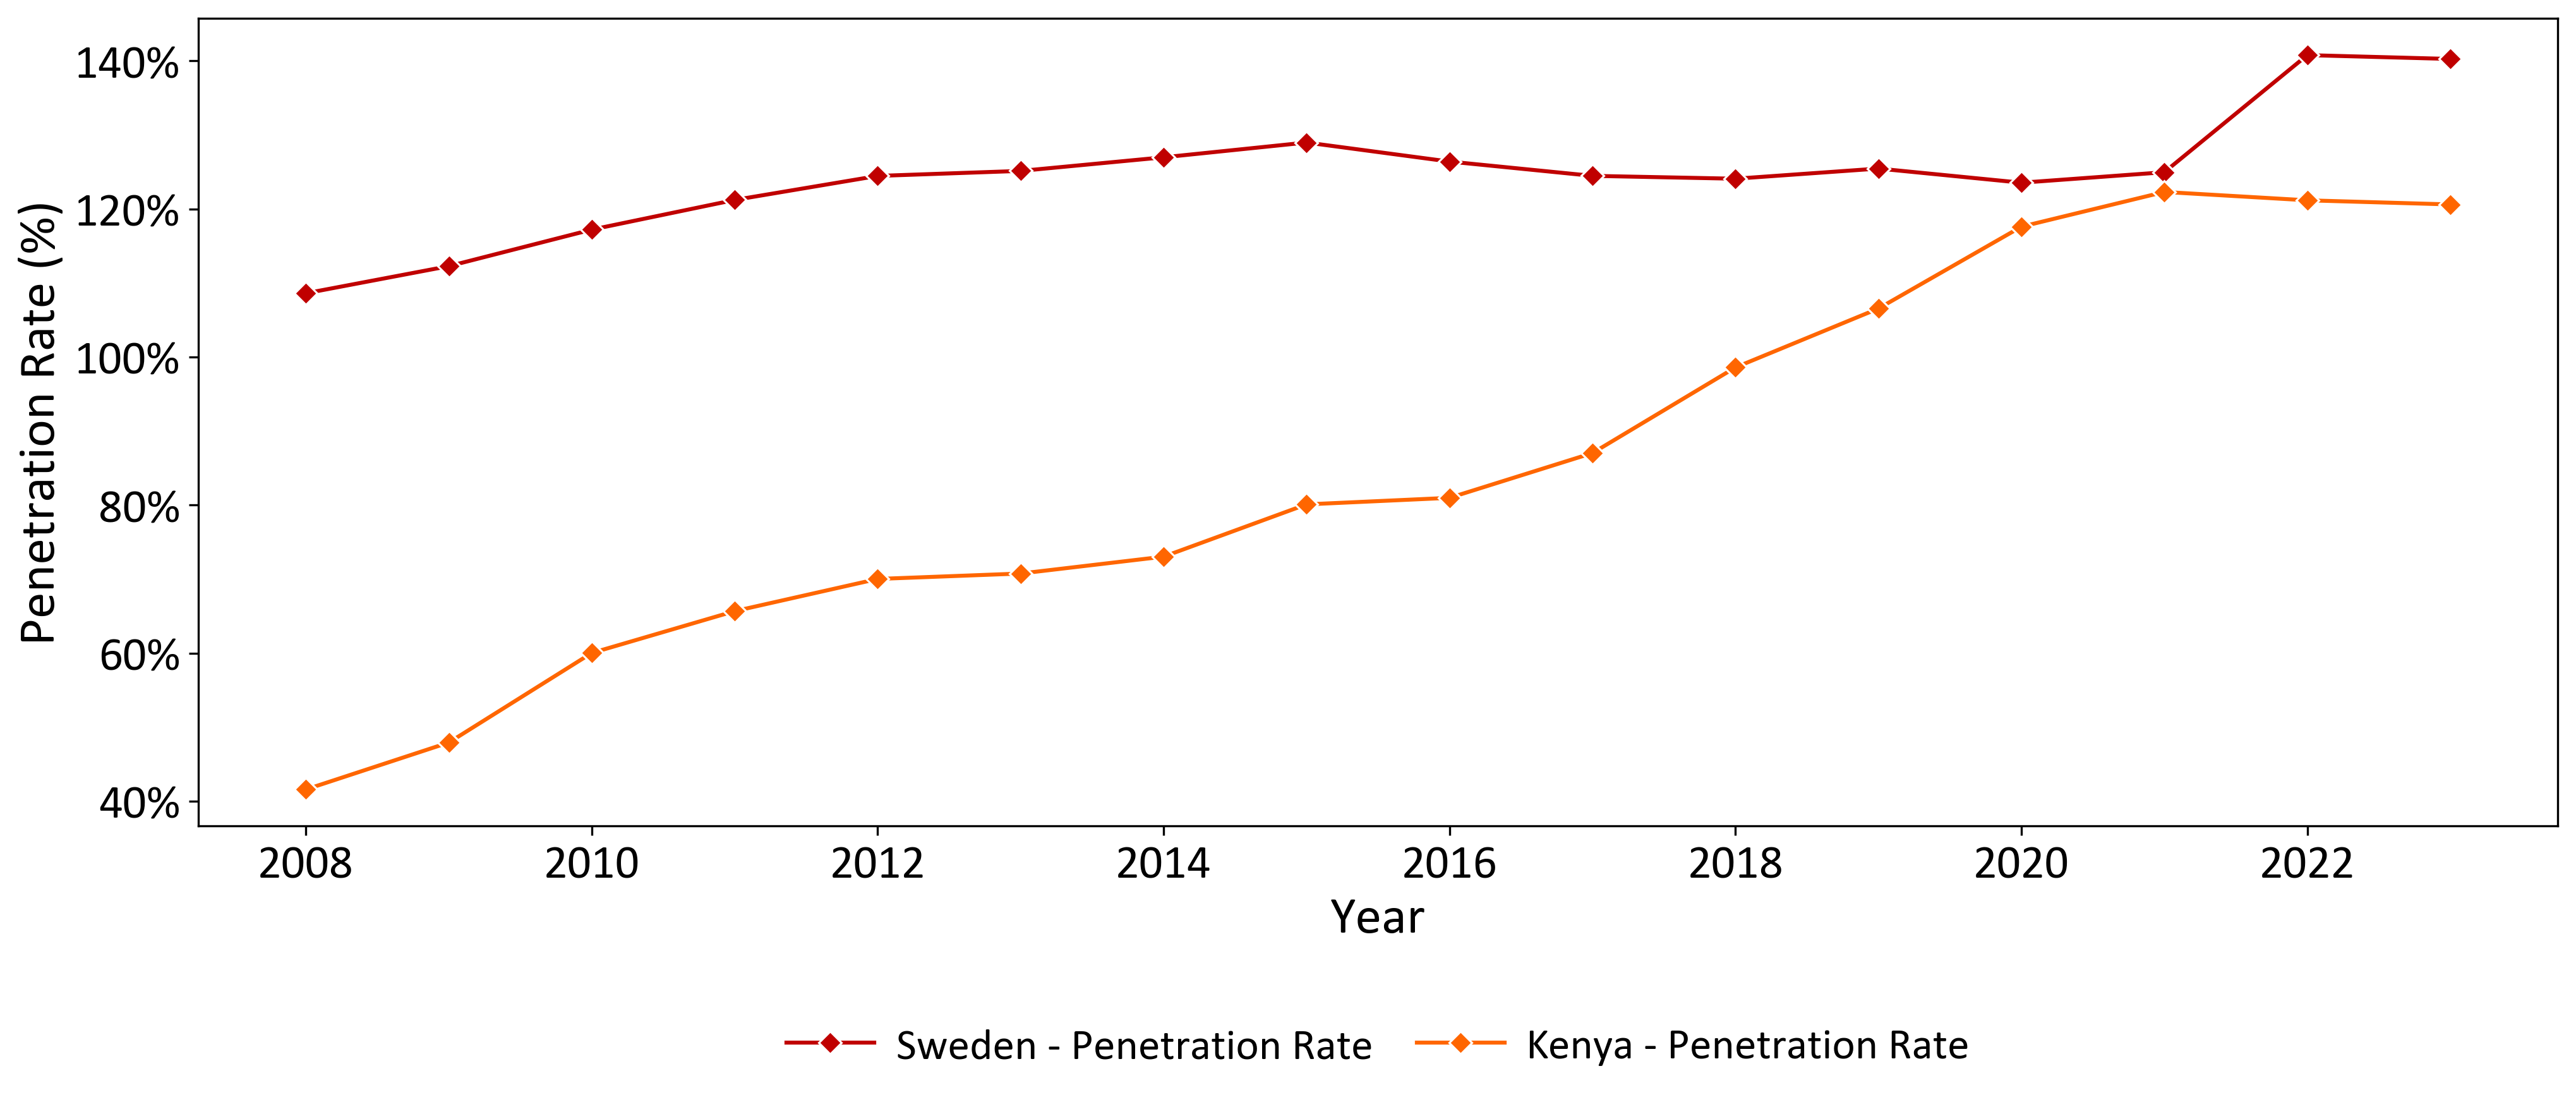 140%
120%
100%
80%
60%
40%
Penetration Rate (%)
2008 2010 2012 2014 2016 2018 2020 2022
Year
Sweden - Penetration Rate Kenya - Penetration Rate